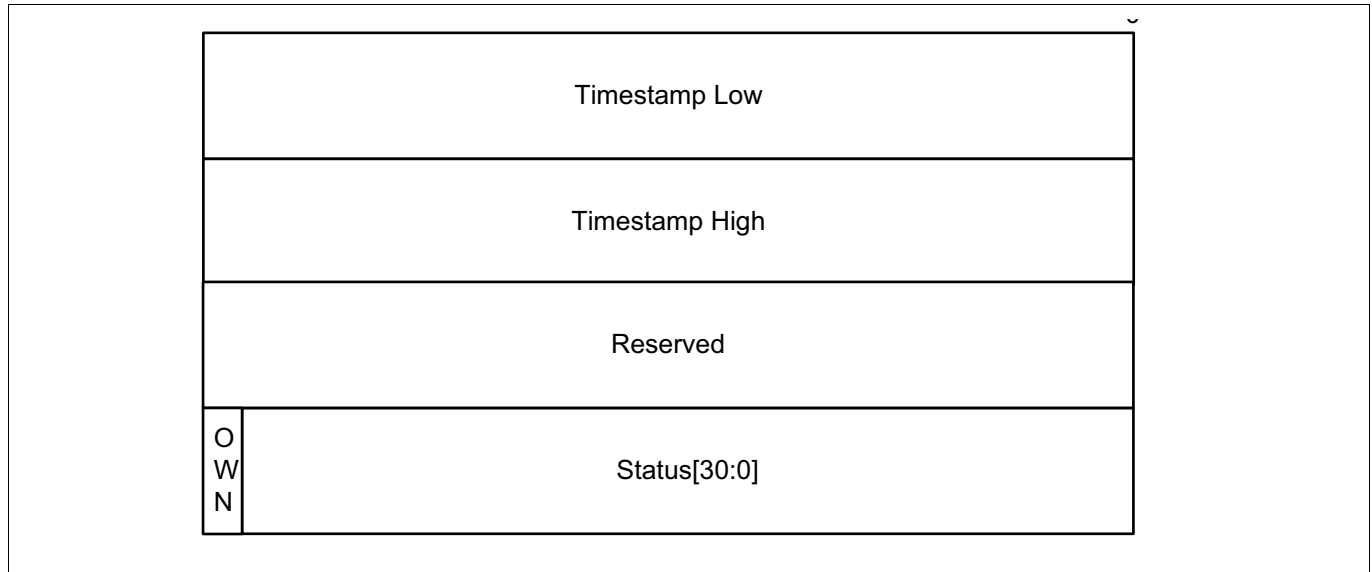 Timestamp Low
Timestamp High
Reserved
O
W
N
Status[30:0]